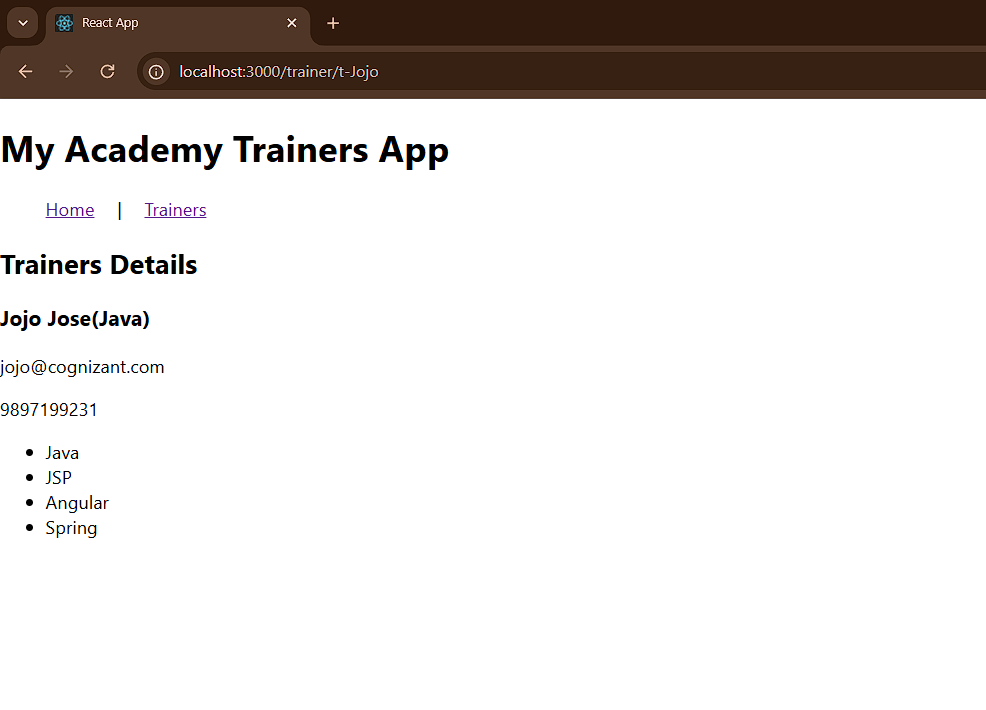 React App
localhost:3000/trainer/t-Jojo
My Academy Trainers App
Home | Trainers
Trainers Details
Jojo Jose(Java)
jojo@cognizant.com
9897199231
Java
JSP
Angular
Spring